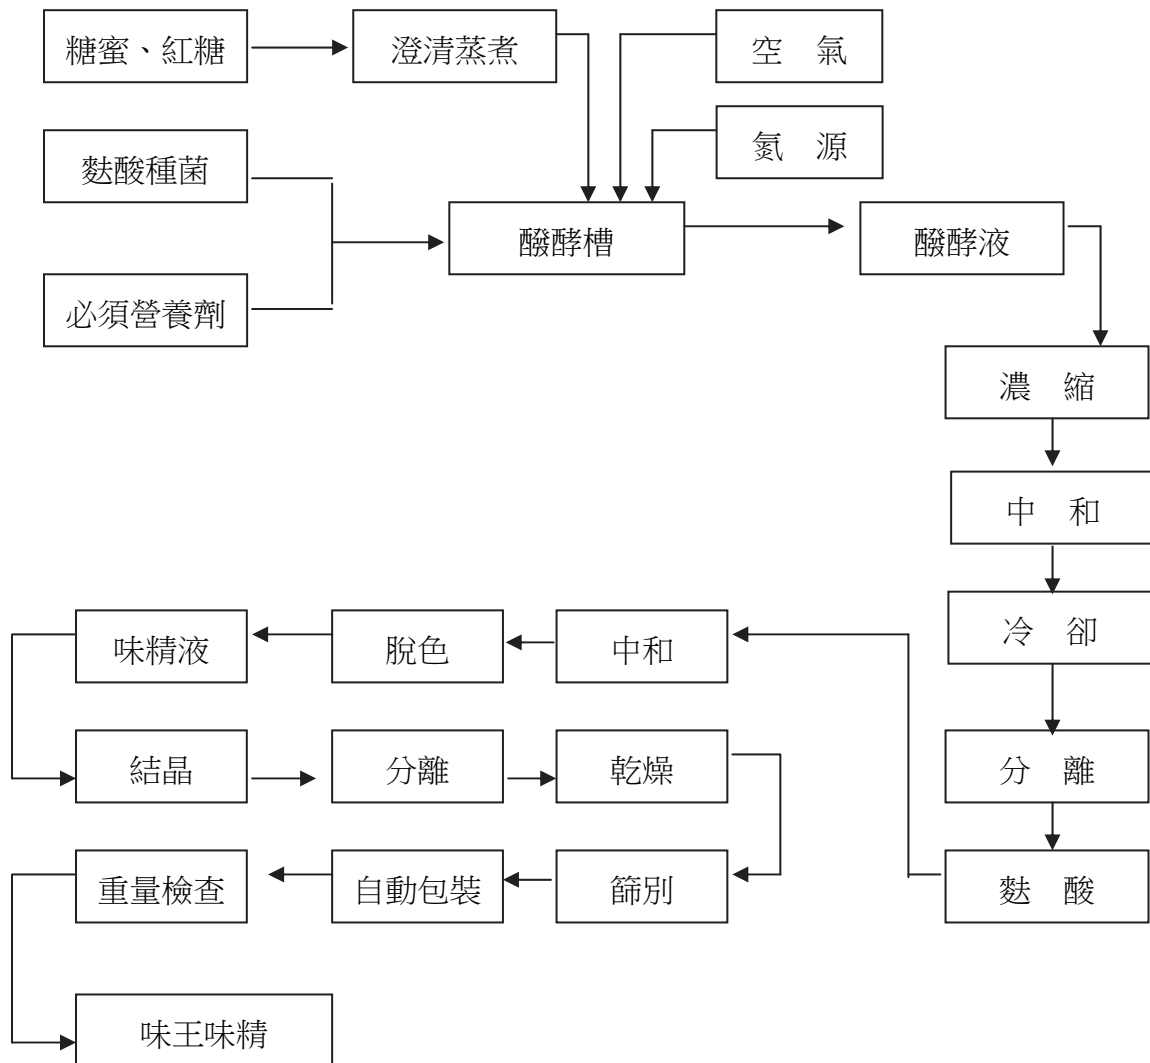 糖蜜、紅糖
澄清蒸煮
空　氣
氮　源
麩酸種菌
必須營養劑
醱酵槽
醱酵液
濃　縮
中　和
冷　卻
分　離
麩　酸
中和
脫色
味精液
結晶
分離
乾燥
篩別
自動包裝
重量檢查
味王味精